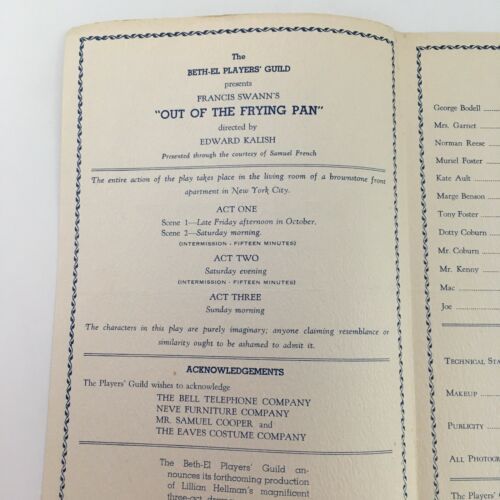 The
BETH-EL PLAYERS' GUILD
presents
FRANCIS SWANN'S
"OUT OF THE FRYING PAN"
directed by
EDWARD KALISH
Presented through the courtesy of Samuel French
The entire action of the play takes place in the living room of a brownstone front
apartment in New York City.
ACT ONE
Scene 1—Late Friday afternoon in October.
Scene 2—Saturday morning.
(INTERMISSION - FIFTEEN MINUTES)
ACT TWO
Saturday evening
(INTERMISSION - FIFTEEN MINUTES)
ACT THREE
Sunday morning
The characters in this play are purely imaginary; anyone claiming resemblance or
similarity ought to be ashamed to admit it.
ACKNOWLEDGEMENTS
The Players' Guild wishes to acknowledge
THE BELL TELEPHONE COMPANY
NEVE FURNITURE COMPANY
MR. SAMUEL COOPER and
THE EAVES COSTUME COMPANY
The Beth-El Players' Guild an-
nounces its forthcoming production
of Lillian Hellman's magnificent
three-act
George Bodell
Mrs. Garnet
Norman Reese
Muriel Foster
Kate Ault
Marge Benson
Tony Foster
Dotty Coburn
Mr. Coburn
Mr. Kenny
Mac
Joe
TECHNICAL STA
MAKEUP
PUBLICITY
ALL PHOTOG
The Players' G